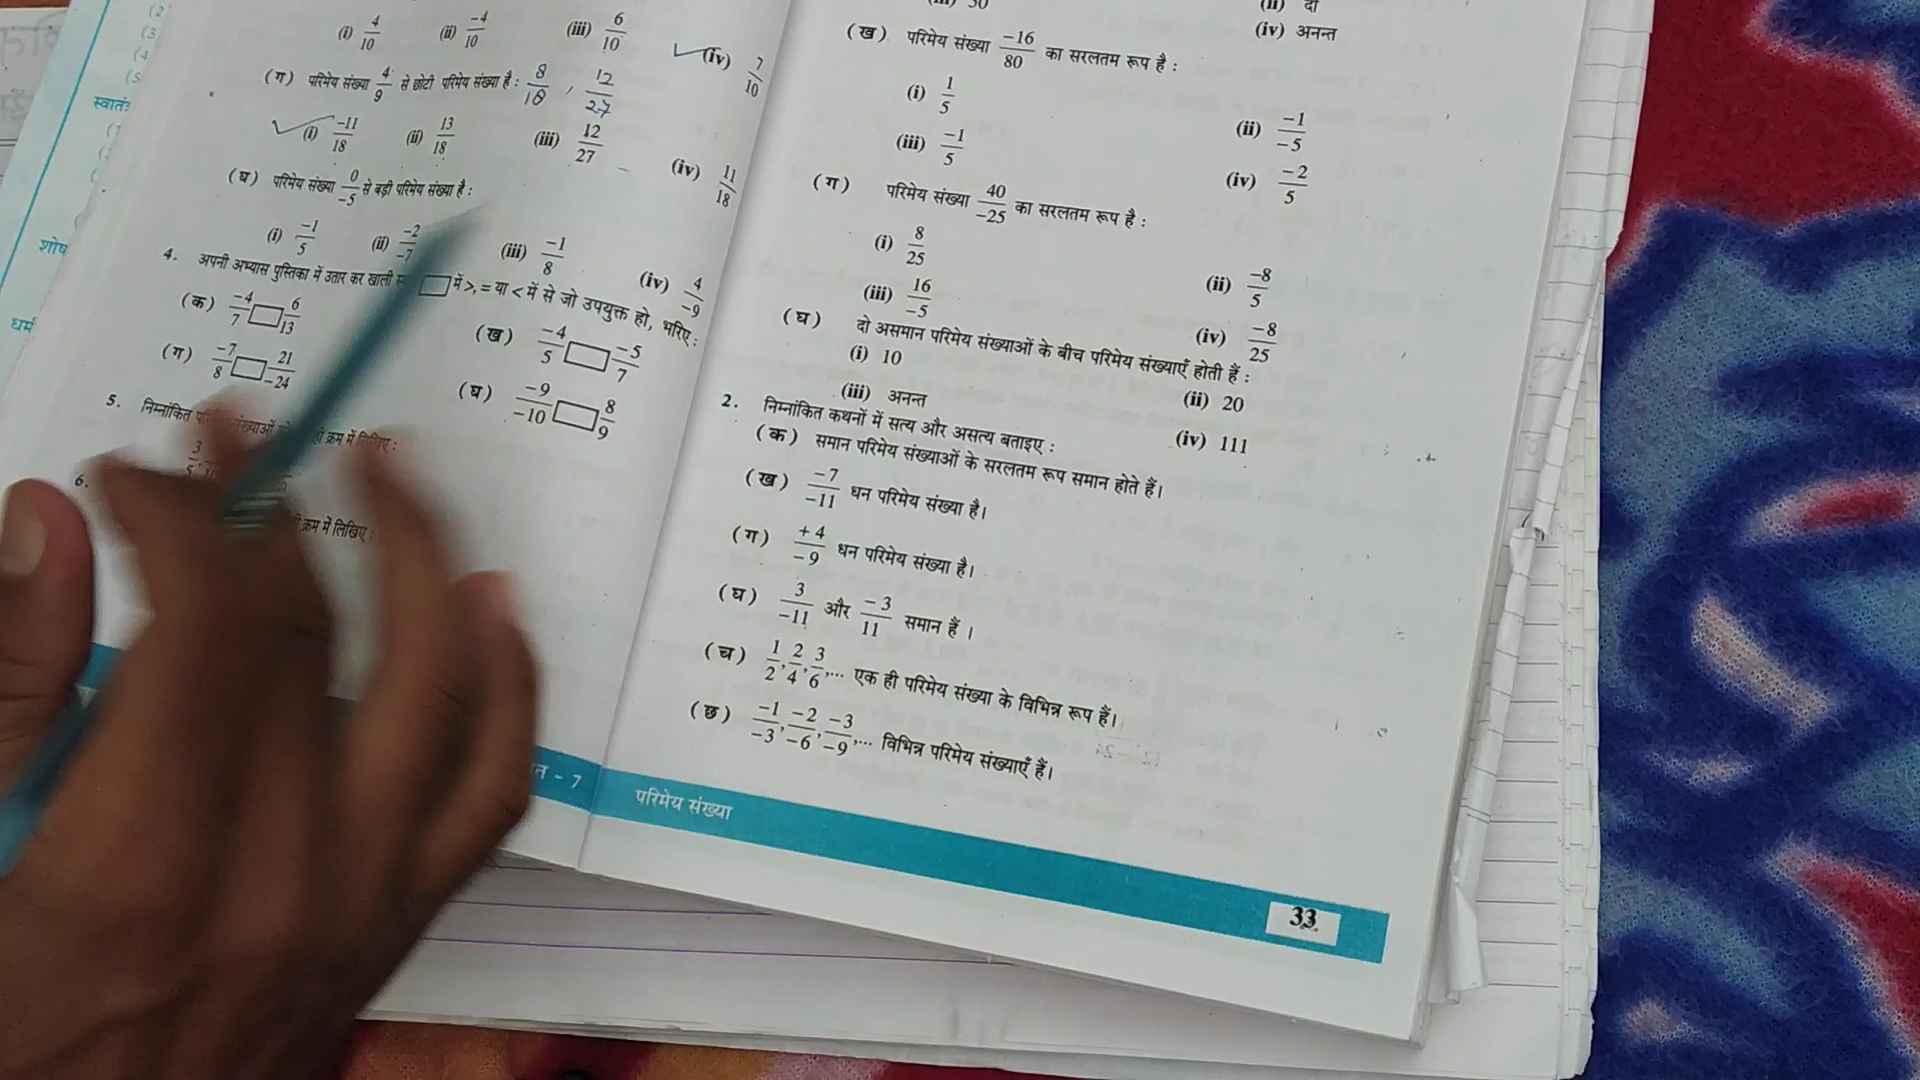 (i) 4/10 (ii) -4/10 (iii) 6/10 (iv) 7/10
(ग) परिमेय संख्या 4/9 से छोटी परिमेय संख्या है : 8/18 , 12/27
(i) -11/18 (ii) 13/18 (iii) 12/27 (iv) 11/18
(घ) परिमेय संख्या 0/-5 से बड़ी परिमेय संख्या है :
(i) -1/5 (ii) -2/-7 (iii) -1/8 (iv) 4/-9
4. अपनी अभ्यास पुस्तिका में उतार कर खाली □ में >, = या < में से जो उपयुक्त हो, भरिए :
(क) -4/7 □ 6/13 (ख) -4/5 □ -5/7
(ग) -7/8 □ 21/-24 (घ) -9/-10 □ 8/9
5. निम्नांकित क्रम में लिखिए :
6. क्रम में लिखिए :
- 7
(ii) दो
(iv) अनन्त
(ख) परिमेय संख्या -16/80 का सरलतम रूप है :
(i) 1/5 (ii) -1/-5
(iii) -1/5 (iv) -2/5
(ग) परिमेय संख्या 40/-25 का सरलतम रूप है :
(i) 8/25 (ii) -8/5
(iii) 16/-5 (iv) -8/25
(घ) दो असमान परिमेय संख्याओं के बीच परिमेय संख्याएँ होती हैं :
(i) 10 (ii) 20
(iii) अनन्त (iv) 111
2. निम्नांकित कथनों में सत्य और असत्य बताइए :
(क) समान परिमेय संख्याओं के सरलतम रूप समान होते हैं।
(ख) -7/-11 धन परिमेय संख्या है।
(ग) +4/-9 धन परिमेय संख्या है।
(घ) 3/-11 और -3/11 समान हैं ।
(च) 1/2, 2/4, 3/6,... एक ही परिमेय संख्या के विभिन्न रूप हैं।
(छ) -1/-3, -2/-6, -3/-9,... विभिन्न परिमेय संख्याएँ हैं।
परिमेय संख्या
33